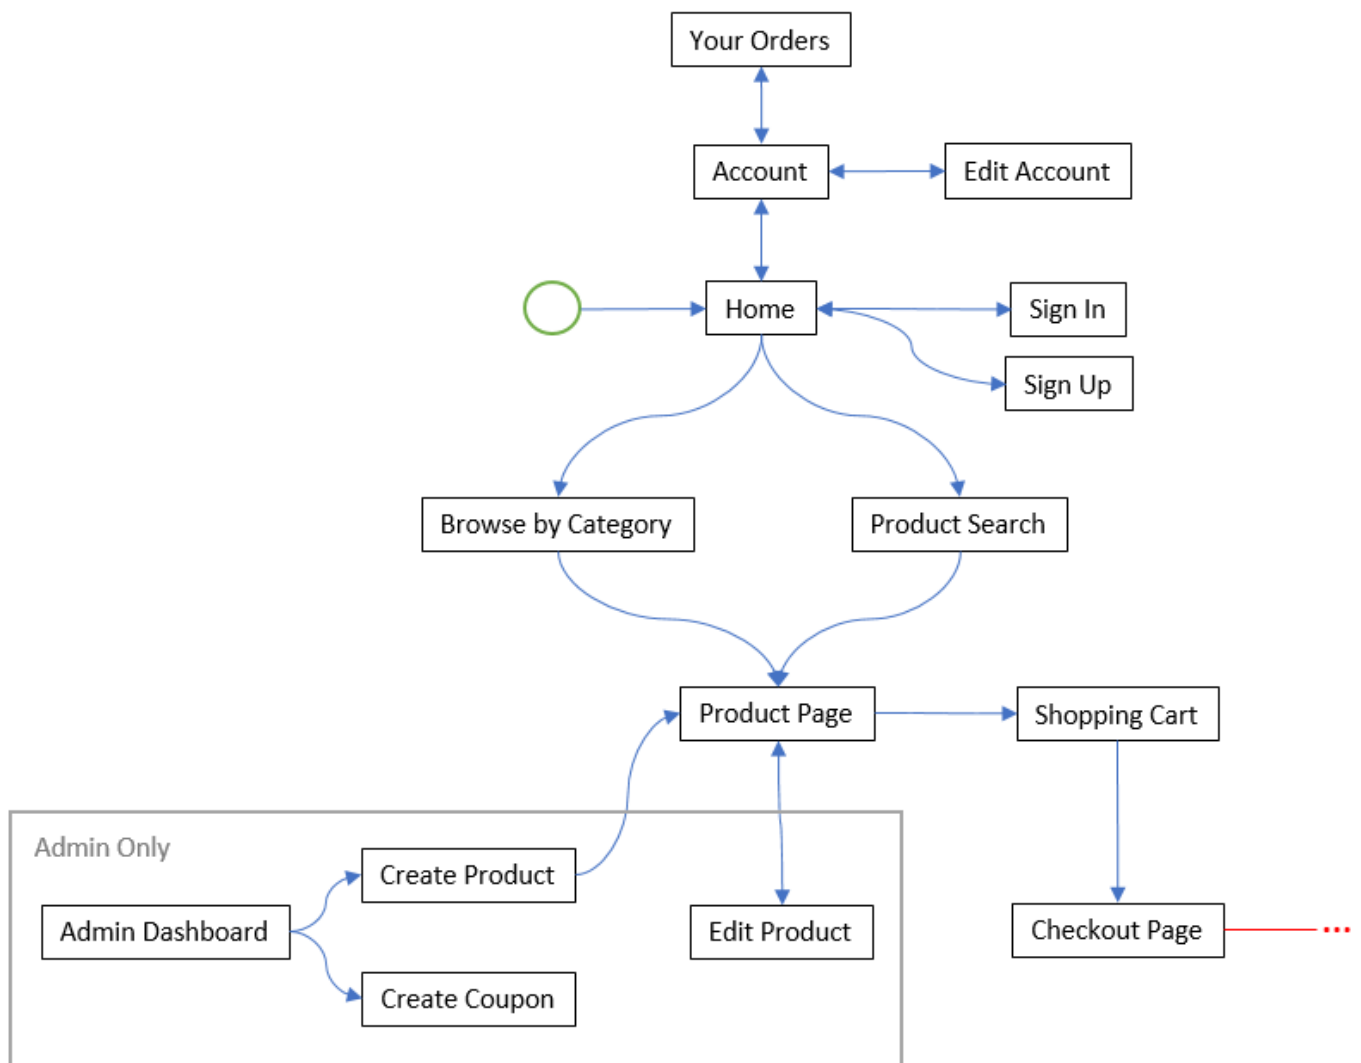 Your Orders
Account
Edit Account
Home
Sign In
Sign Up
Browse by Category
Product Search
Product Page
Shopping Cart
Admin Only
Create Product
Admin Dashboard
Edit Product
Checkout Page
...
Create Coupon